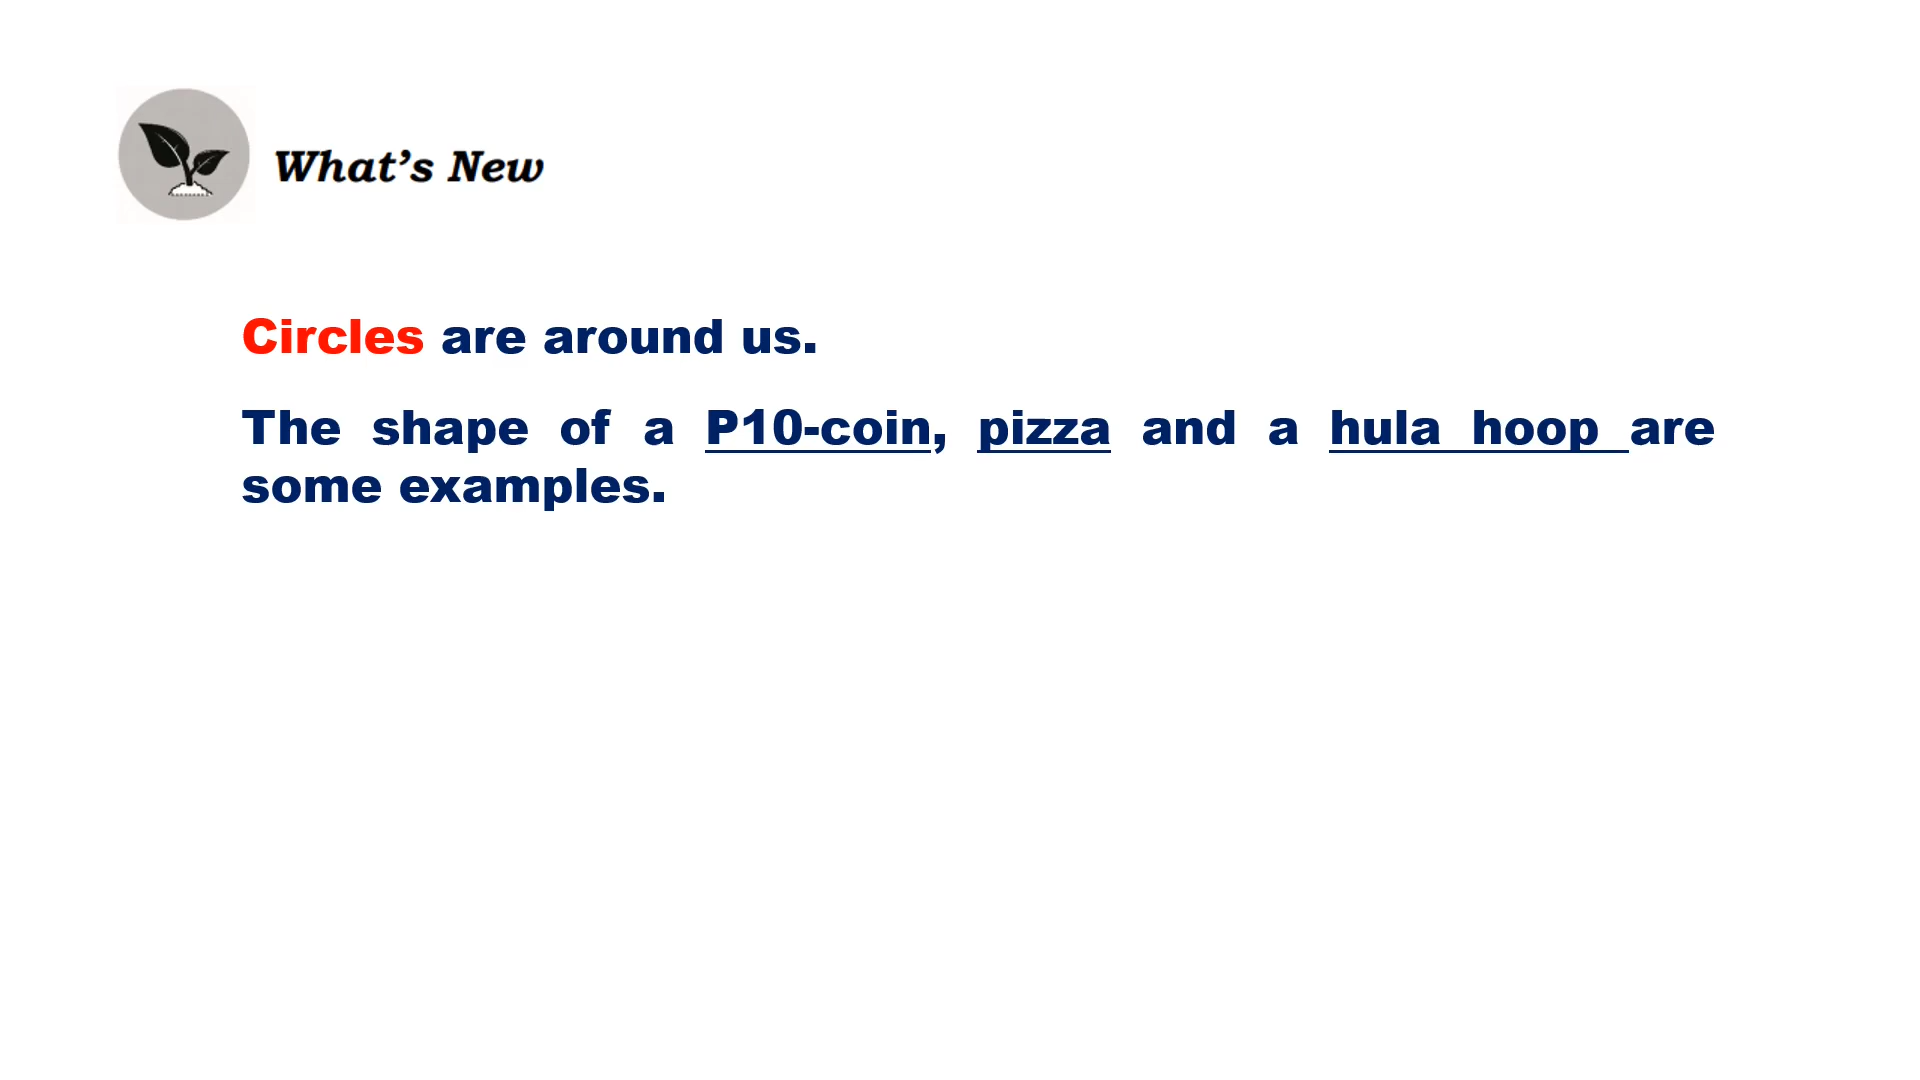 What's New
Circles are around us.
The shape of a P10-coin, pizza and a hula hoop are
some examples.